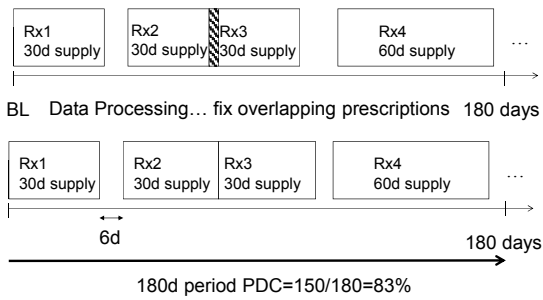 Rx1 Rx2 Rx3 Rx4
30d supply 30d supply 30d supply 60d supply …
BL Data Processing… fix overlapping prescriptions 180 days
Rx1 Rx2 Rx3 Rx4
30d supply 30d supply 30d supply 60d supply …
6d
180 days
180d period PDC=150/180=83%